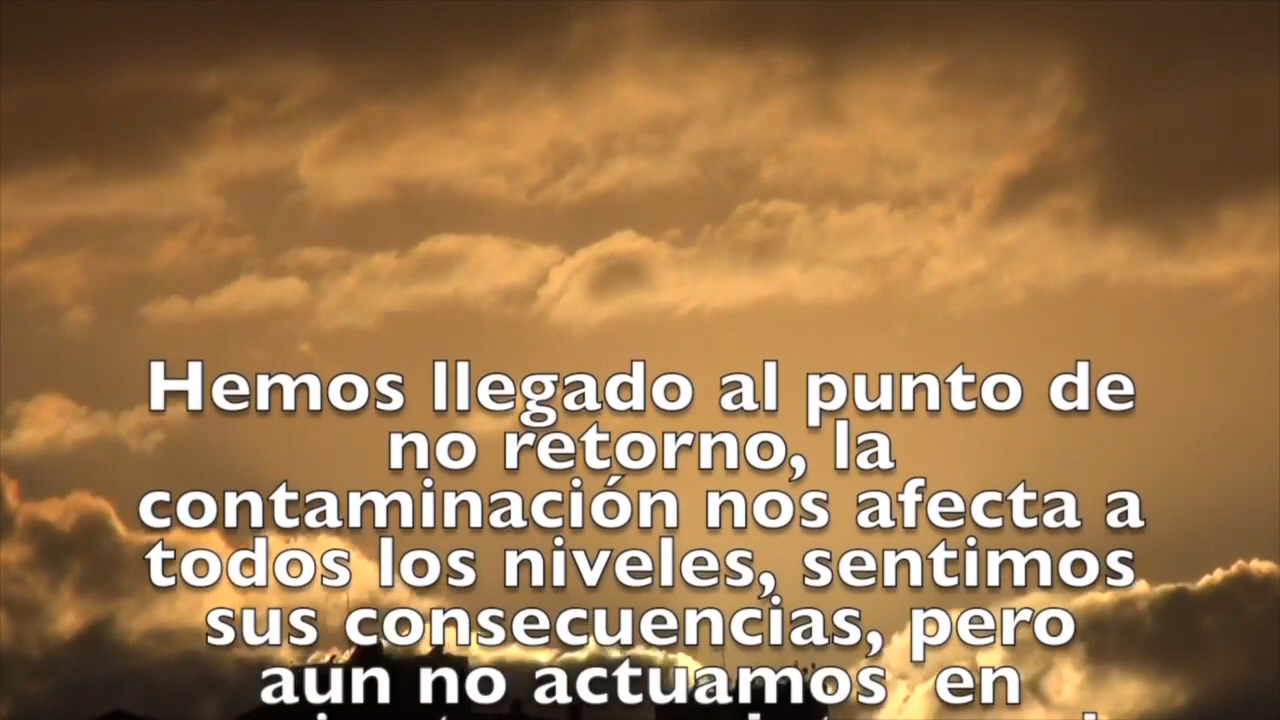 Hemos llegado al punto de
no retorno, la
contaminación nos afecta a
todos los niveles, sentimos
sus consecuencias, pero
aún no actuamos  en